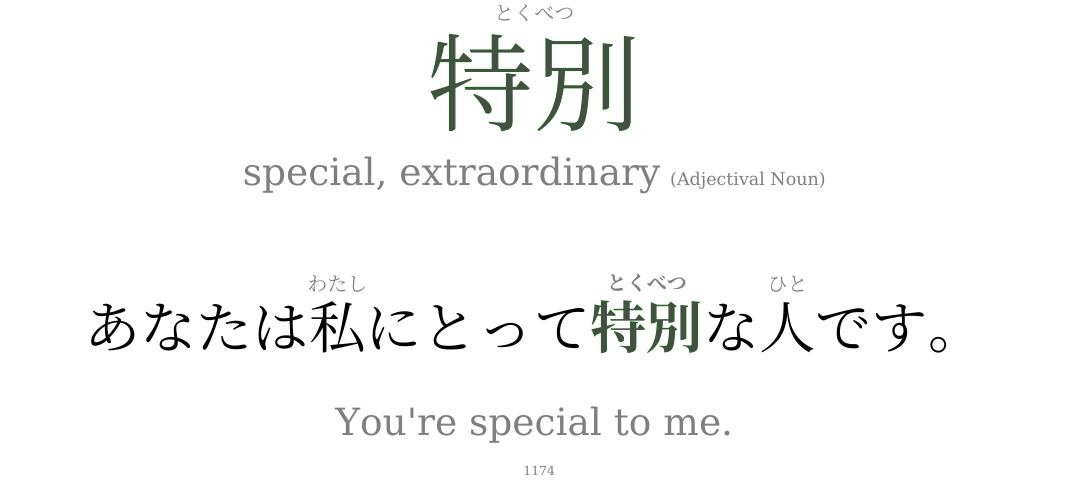 とくべつ
特別
special, extraordinary (Adjectival Noun)
わたし とくべつ ひと
あなたは私にとって特別な人です。
You're special to me.
1174